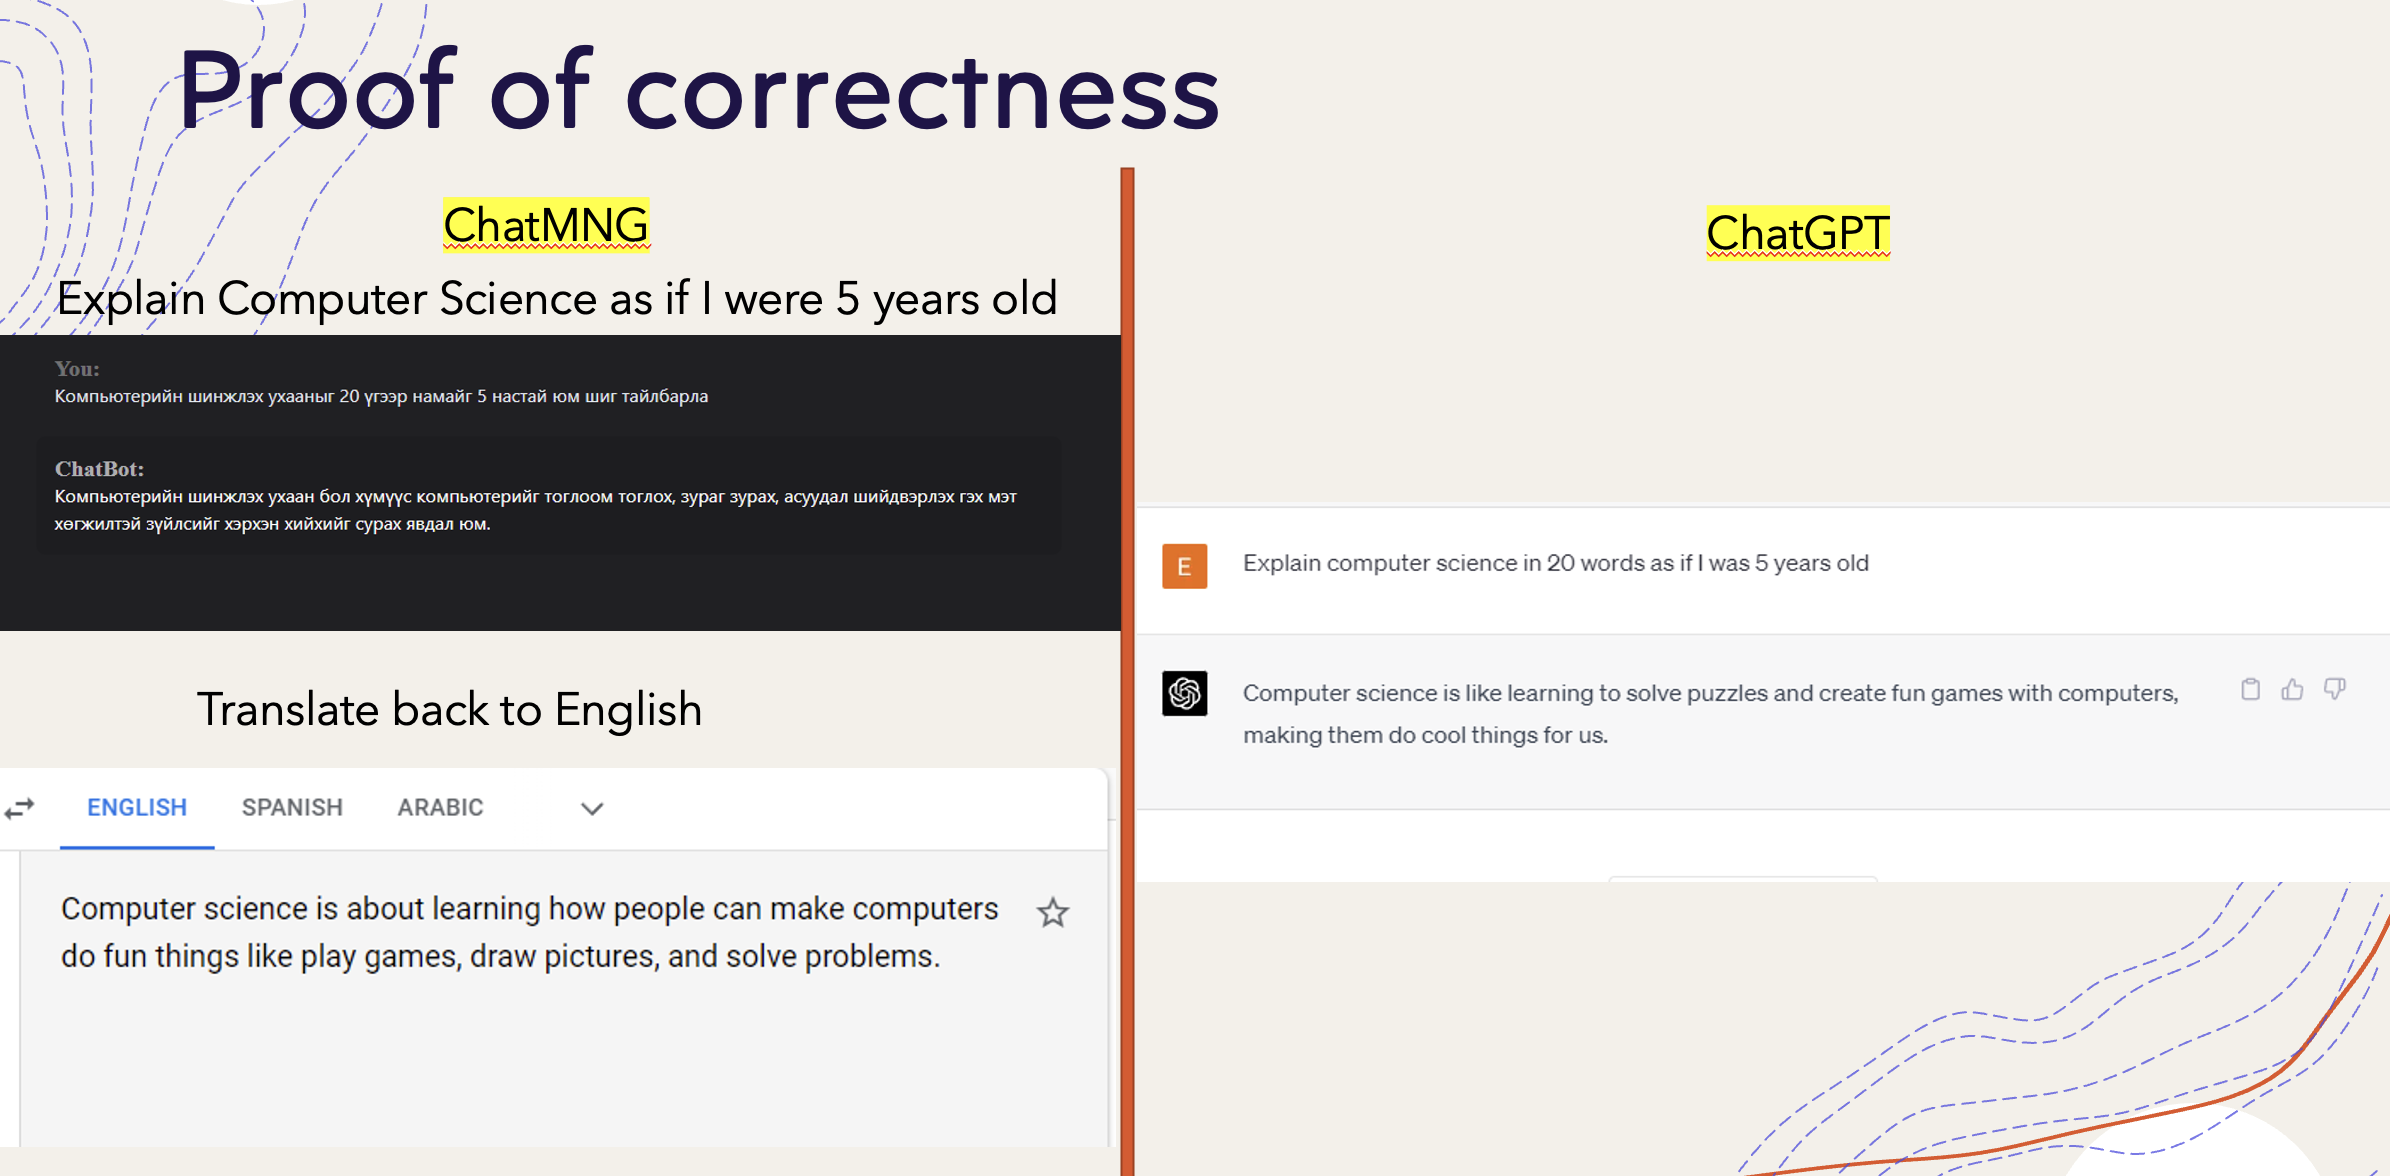 Proof of correctness
ChatMNG
Explain Computer Science as if I were 5 years old
You:
Компьютерийн шинжлэх ухааныг 20 үгээр намайг 5 настай юм шиг тайлбарла
ChatBot:
Компьютерийн шинжлэх ухаан бол хүмүүс компьютерийг тоглоом тоглох, зураг зурах, асуудал шийдвэрлэх гэх мэт
хөгжилтэй зүйлсийг хэрхэн хийхийг сурах явдал юм.
Translate back to English
ENGLISH SPANISH ARABIC
Computer science is about learning how people can make computers
do fun things like play games, draw pictures, and solve problems.
ChatGPT
E
Explain computer science in 20 words as if I was 5 years old
Computer science is like learning to solve puzzles and create fun games with computers,
making them do cool things for us.